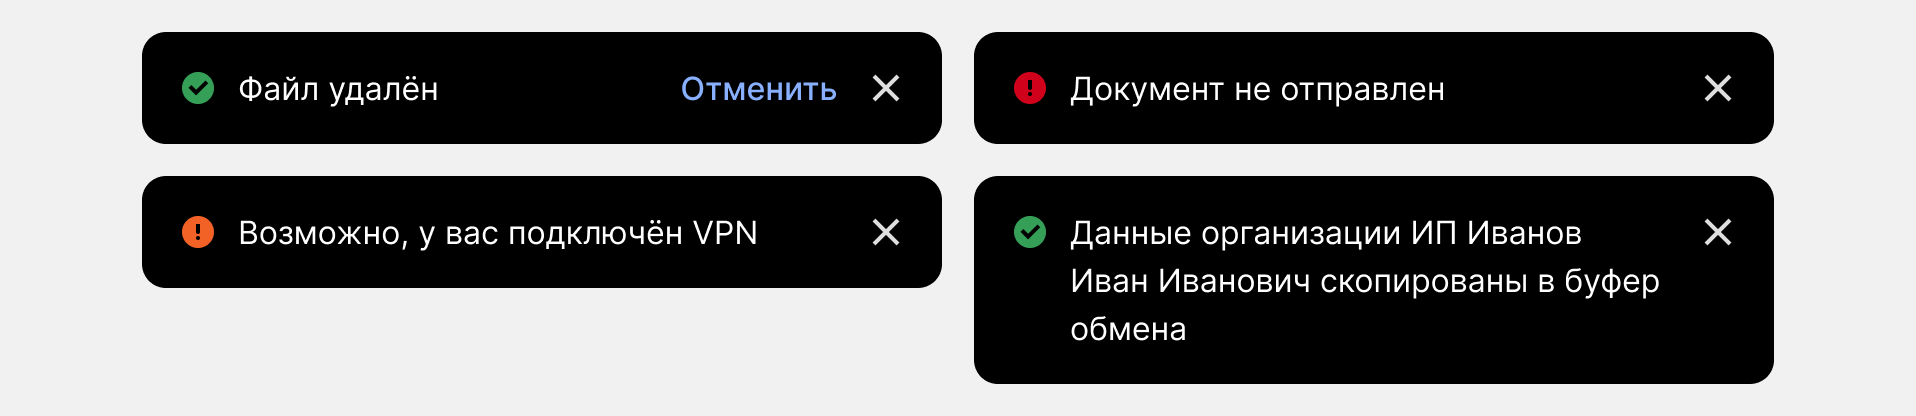 Файл удалён
Отменить
Документ не отправлен
Возможно, у вас подключён VPN
Данные организации ИП Иванов
Иван Иванович скопированы в буфер
обмена